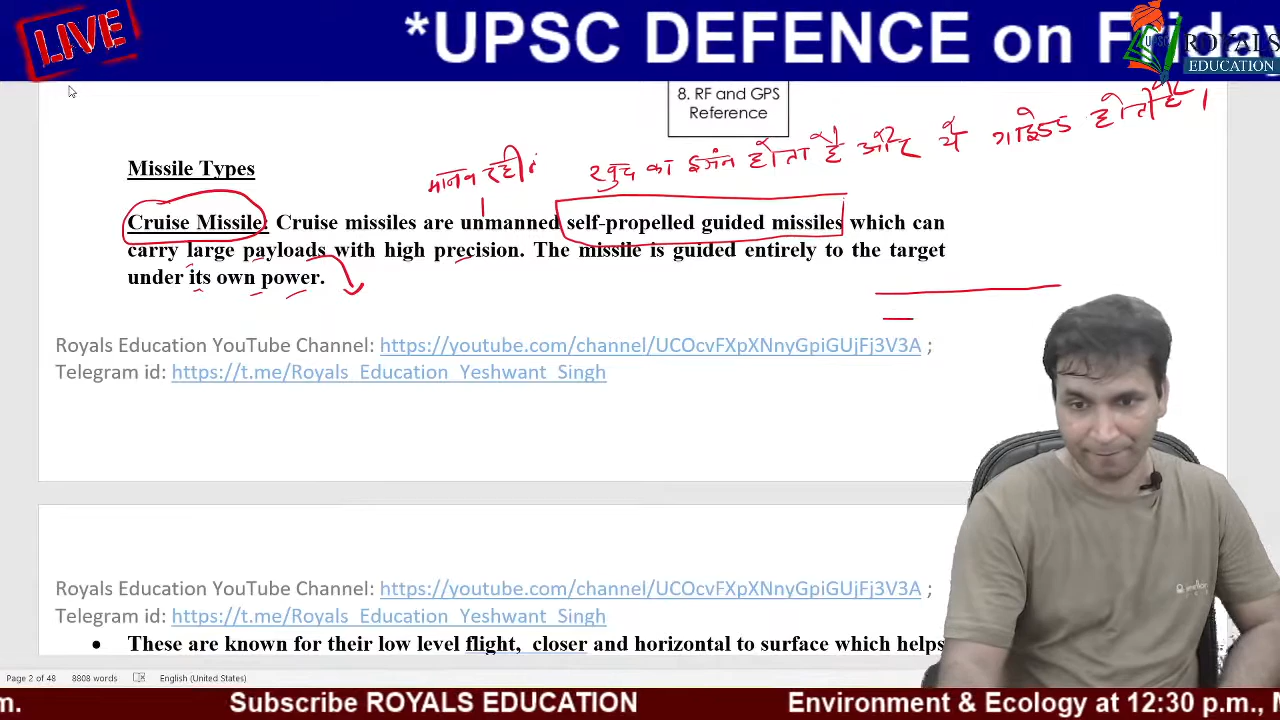 LIVE
*UPSC DEFENCE on Friday
UPSC ROYALS
EDUCATION
8. RF and GPS
Reference
Missile Types
मानव रहीत
खुद का इजंन होता है और ये गाइडड होती है।
Cruise Missile: Cruise missiles are unmanned self-propelled guided missiles which can
carry large payloads with high precision. The missile is guided entirely to the target
under its own power.
Royals Education YouTube Channel: https://youtube.com/channel/UCOcvFXpXNnyGpiGUjFj3V3A ;
Telegram id: https://t.me/Royals_Education_Yeshwant_Singh
Royals Education YouTube Channel: https://youtube.com/channel/UCOcvFXpXNnyGpiGUjFj3V3A ;
Telegram id: https://t.me/Royals_Education_Yeshwant_Singh
• These are known for their low level flight, closer and horizontal to surface which helps
Page 2 of 48 8808 words English (United States)
.m. Subscribe ROYALS EDUCATION Environment & Ecology at 12:30 p.m., M